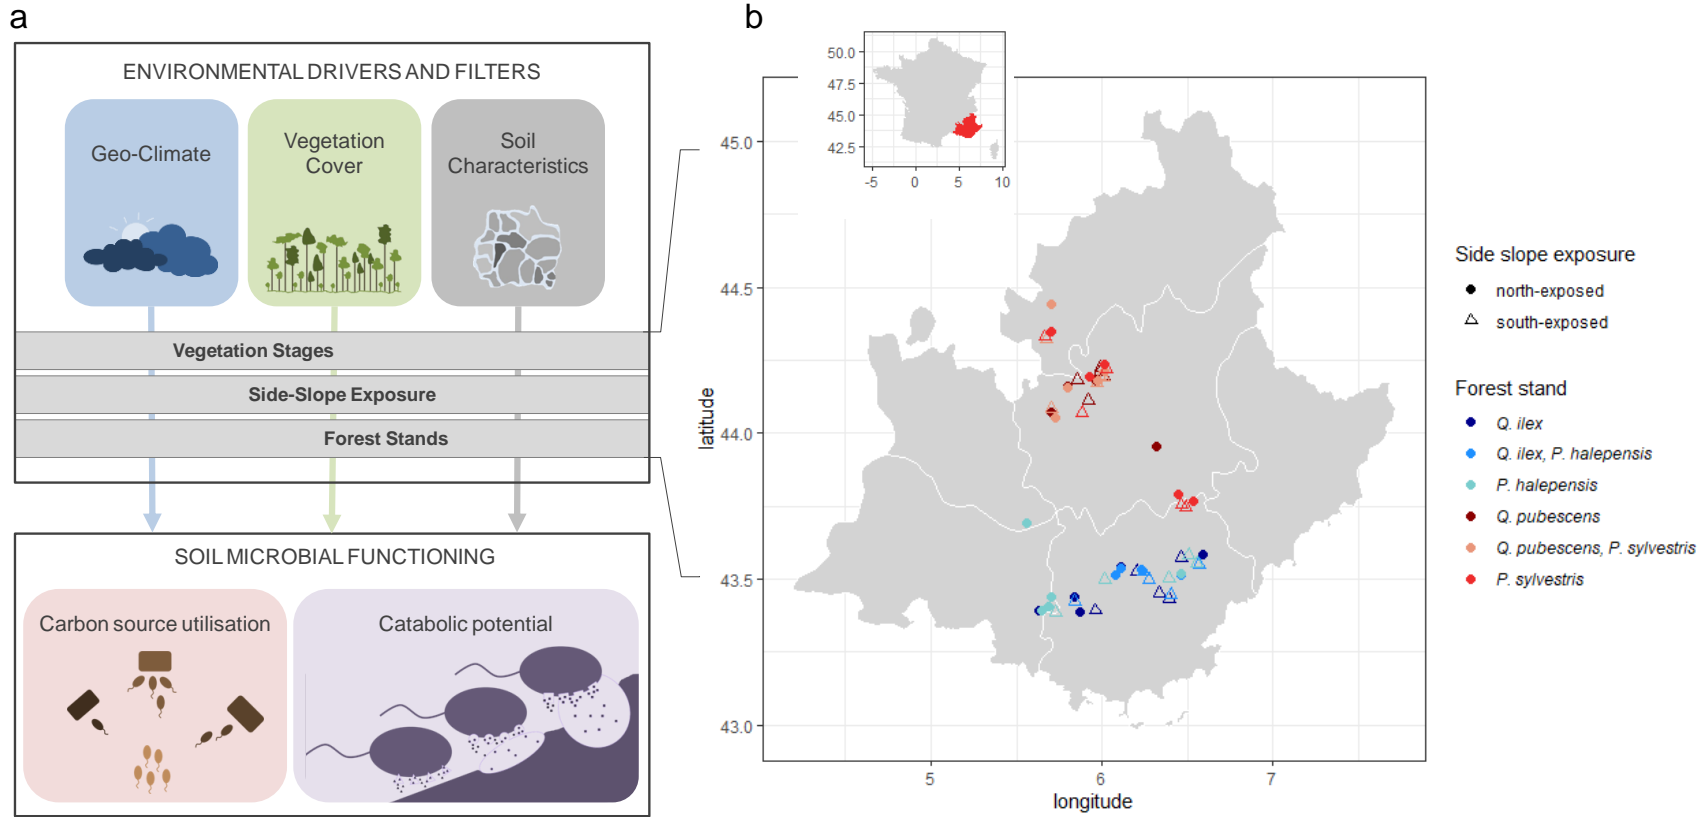 a
ENVIRONMENTAL DRIVERS AND FILTERS
Geo-Climate
Vegetation
Cover
Soil
Characteristics
Vegetation Stages
Side-Slope Exposure
Forest Stands
SOIL MICROBIAL FUNCTIONING
Carbon source utilisation
Catabolic potential
b
50.0
47.5
45.0
42.5
-5
0
5
10
45.0
44.5
44.0
43.5
43.0
latitude
5
6
7
longitude
Side slope exposure
north-exposed
south-exposed
Forest stand
Q. ilex
Q. ilex, P. halepensis
P. halepensis
Q. pubescens
Q. pubescens, P. sylvestris
P. sylvestris